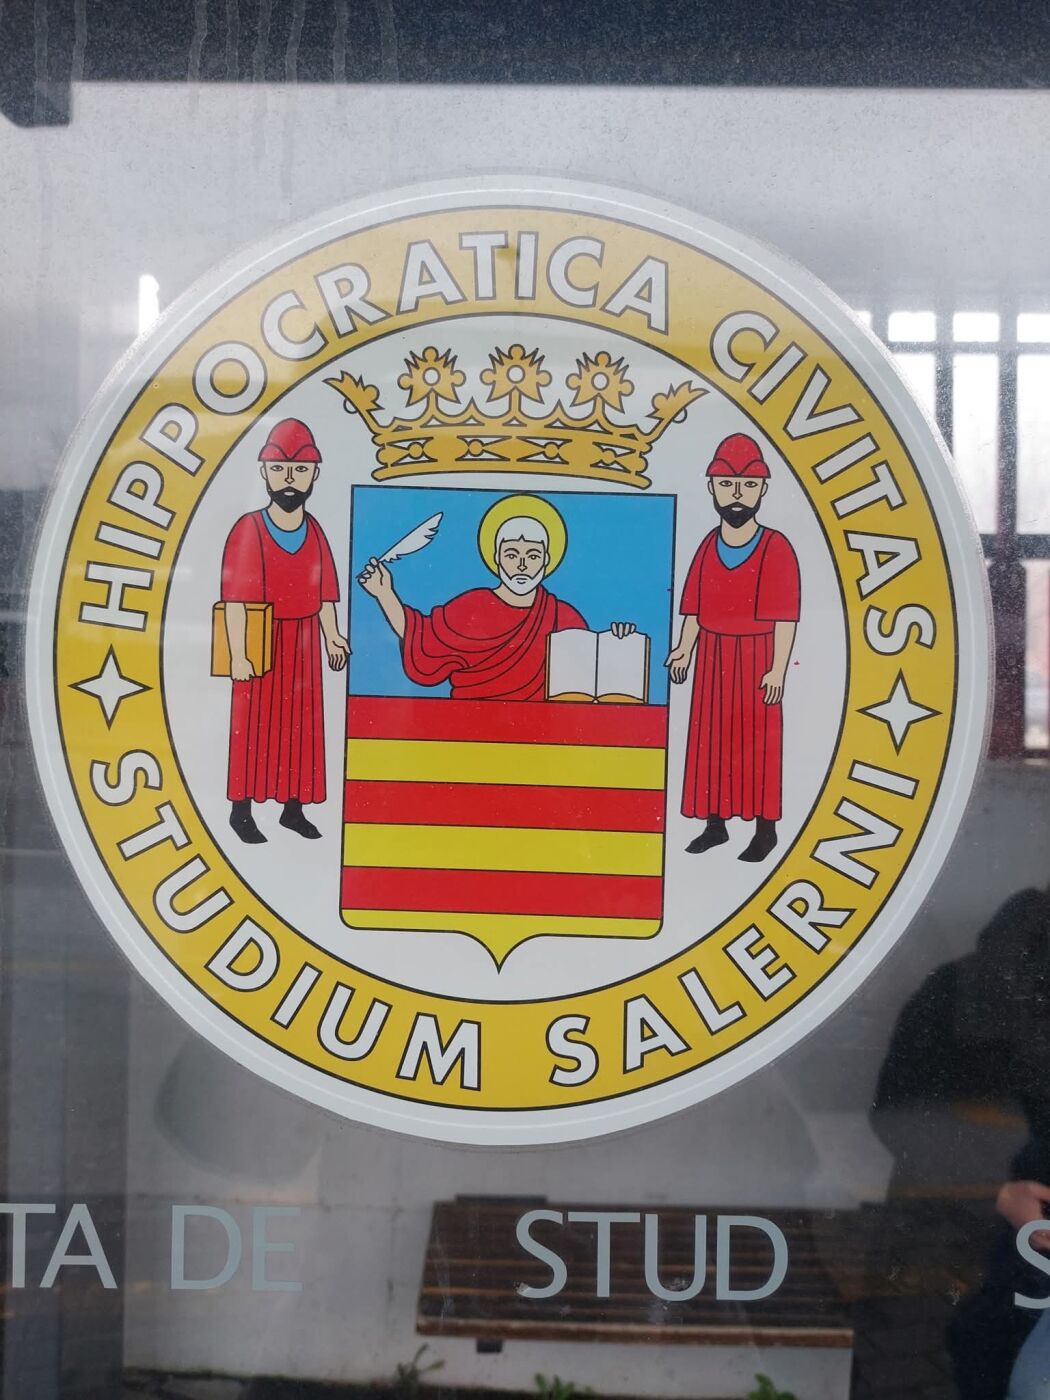 HIPPOCRATICA CIVITAS
STUDIUM SALERNI
TA DE STUD S